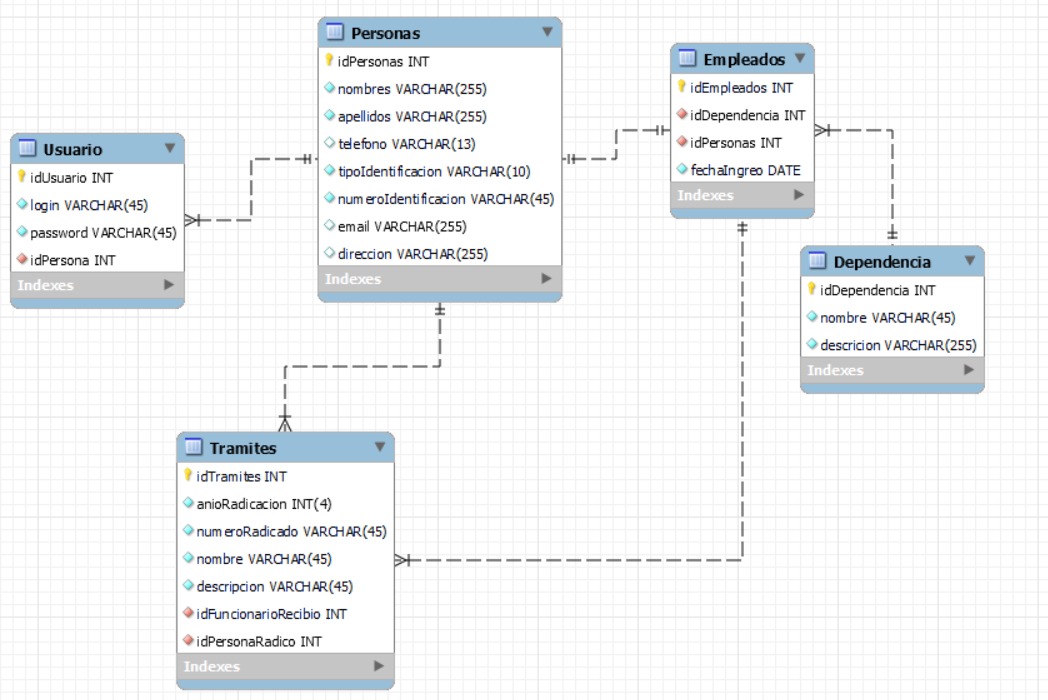 Personas
idPersonas INT
nombres VARCHAR(255)
apellidos VARCHAR(255)
telefono VARCHAR(13)
tipoIdentificacion VARCHAR(10)
numeroIdentificacion VARCHAR(45)
email VARCHAR(255)
direccion VARCHAR(255)
Indexes
Empleados
idEmpleados INT
idDependencia INT
idPersonas INT
fechaIngreo DATE
Indexes
Usuario
idUsuario INT
login VARCHAR(45)
password VARCHAR(45)
idPersona INT
Indexes
Dependencia
idDependencia INT
nombre VARCHAR(45)
descricion VARCHAR(255)
Indexes
Tramites
idTramites INT
anioRadicacion INT(4)
numeroRadicado VARCHAR(45)
nombre VARCHAR(45)
descripcion VARCHAR(45)
idFuncionarioRecibio INT
idPersonaRadico INT
Indexes